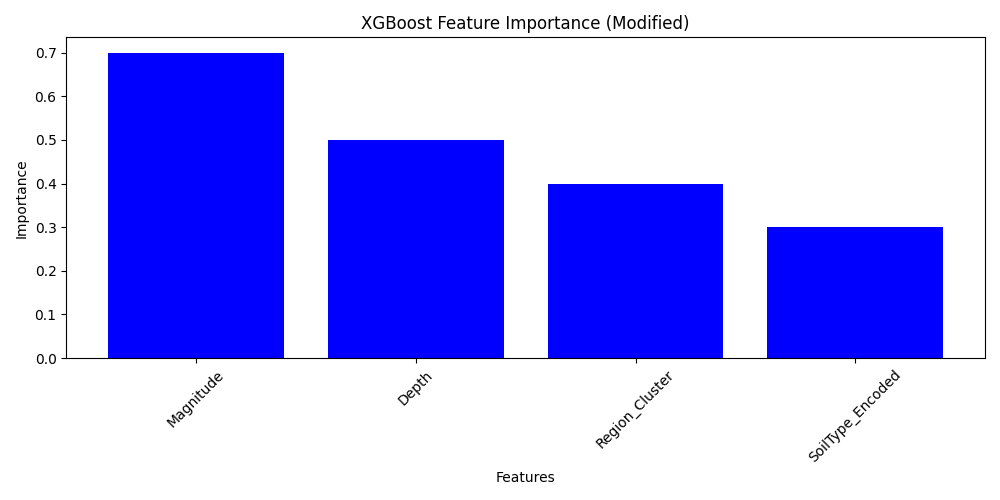 XGBoost Feature Importance (Modified)
Importance
0.7
0.6
0.5
0.4
0.3
0.2
0.1
0.0
Magnitude
Depth
Region_Cluster
SoilType_Encoded
Features